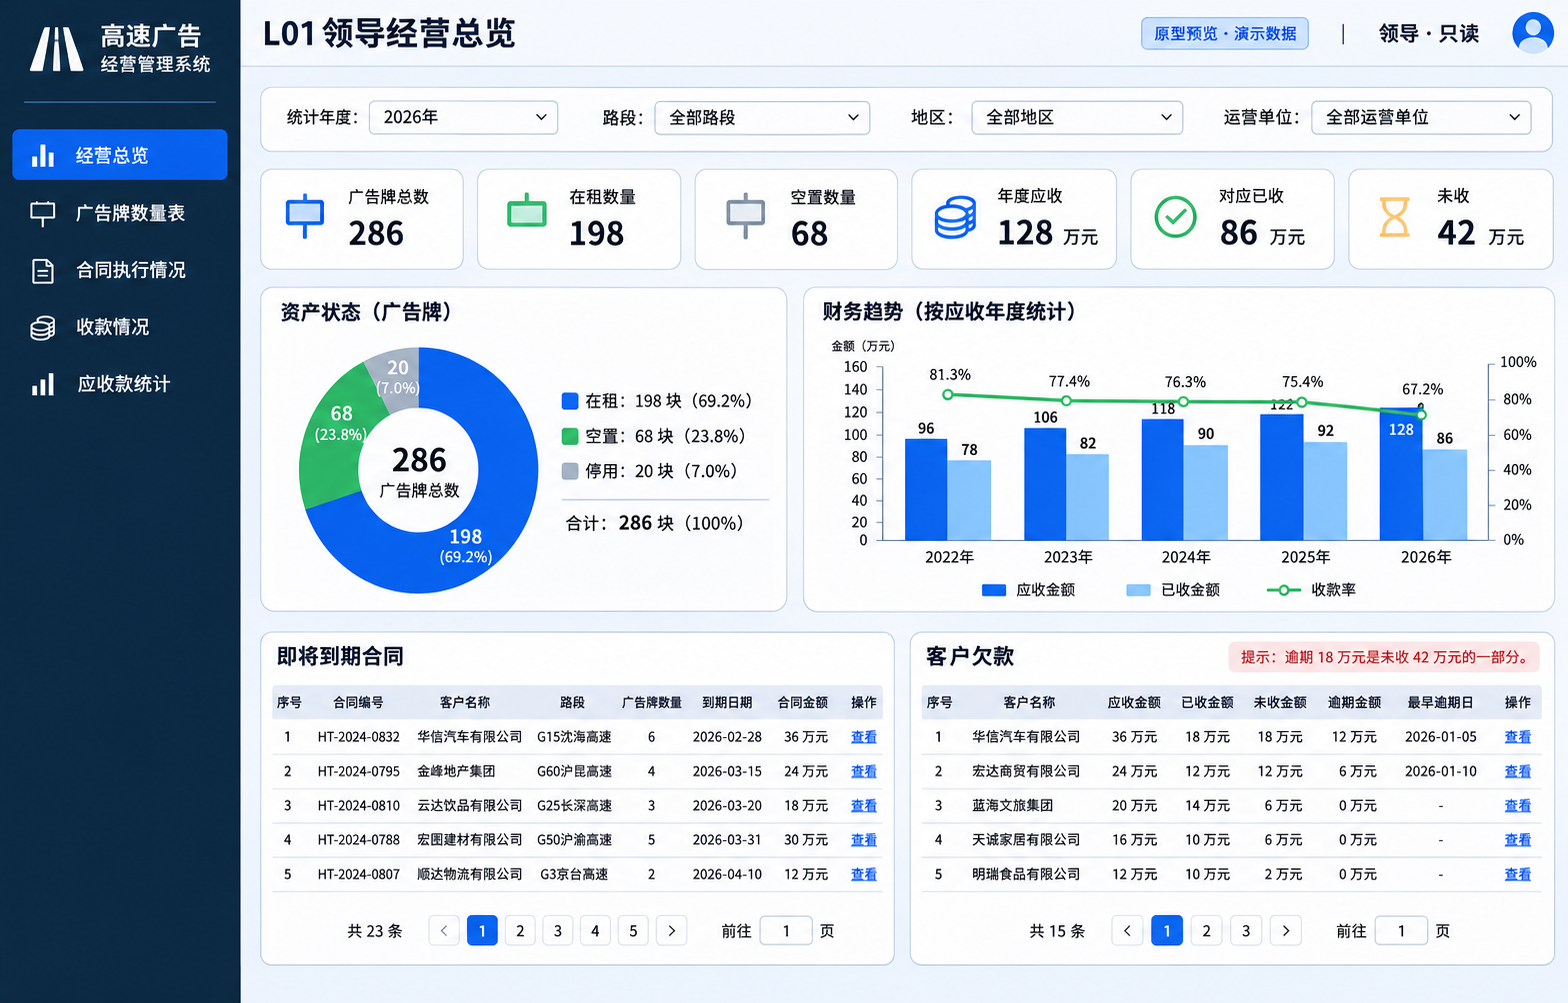 高速广告
经营管理系统
经营总览
广告牌数量表
合同执行情况
收款情况
应收款统计
L01 领导经营总览
原型预览 · 演示数据
| 领导 · 只读
统计年度： 2026年 路段： 全部路段 地区： 全部地区 运营单位： 全部运营单位
广告牌总数
286
在租数量
198
空置数量
68
年度应收
128 万元
对应已收
86 万元
未收
42 万元
资产状态（广告牌）
20
(7.0%)
68
(23.8%)
286
广告牌总数
198
(69.2%)
在租：198 块（69.2%）
空置：68 块（23.8%）
停用：20 块（7.0%）
合计：286 块（100%）
财务趋势（按应收年度统计）
金额（万元）
160
140
120
100
80
60
40
20
0
81.3% 77.4% 76.3% 75.4% 67.2%
96 78 106 82 118 90 122 92 128 86
100%
80%
60%
40%
20%
0%
2022年 2023年 2024年 2025年 2026年
应收金额 已收金额 收款率
即将到期合同
序号 合同编号 客户名称 路段 广告牌数量 到期日期 合同金额 操作
1 HT-2024-0832 华信汽车有限公司 G15沈海高速 6 2026-02-28 36 万元 查看
2 HT-2024-0795 金峰地产集团 G60沪昆高速 4 2026-03-15 24 万元 查看
3 HT-2024-0810 云达饮品有限公司 G25长深高速 3 2026-03-20 18 万元 查看
4 HT-2024-0788 宏图建材有限公司 G50沪渝高速 5 2026-03-31 30 万元 查看
5 HT-2024-0807 顺达物流有限公司 G3京台高速 2 2026-04-10 12 万元 查看
共 23 条 < 1 2 3 4 5 > 前往 1 页
客户欠款
提示：逾期 18 万元是未收 42 万元的一部分。
序号 客户名称 应收金额 已收金额 未收金额 逾期金额 最早逾期日 操作
1 华信汽车有限公司 36 万元 18 万元 18 万元 12 万元 2026-01-05 查看
2 宏达商贸有限公司 24 万元 12 万元 12 万元 6 万元 2026-01-10 查看
3 蓝海文旅集团 20 万元 14 万元 6 万元 0 万元 - 查看
4 天诚家居有限公司 16 万元 10 万元 6 万元 0 万元 - 查看
5 明瑞食品有限公司 12 万元 10 万元 2 万元 0 万元 - 查看
共 15 条 < 1 2 3 > 前往 1 页